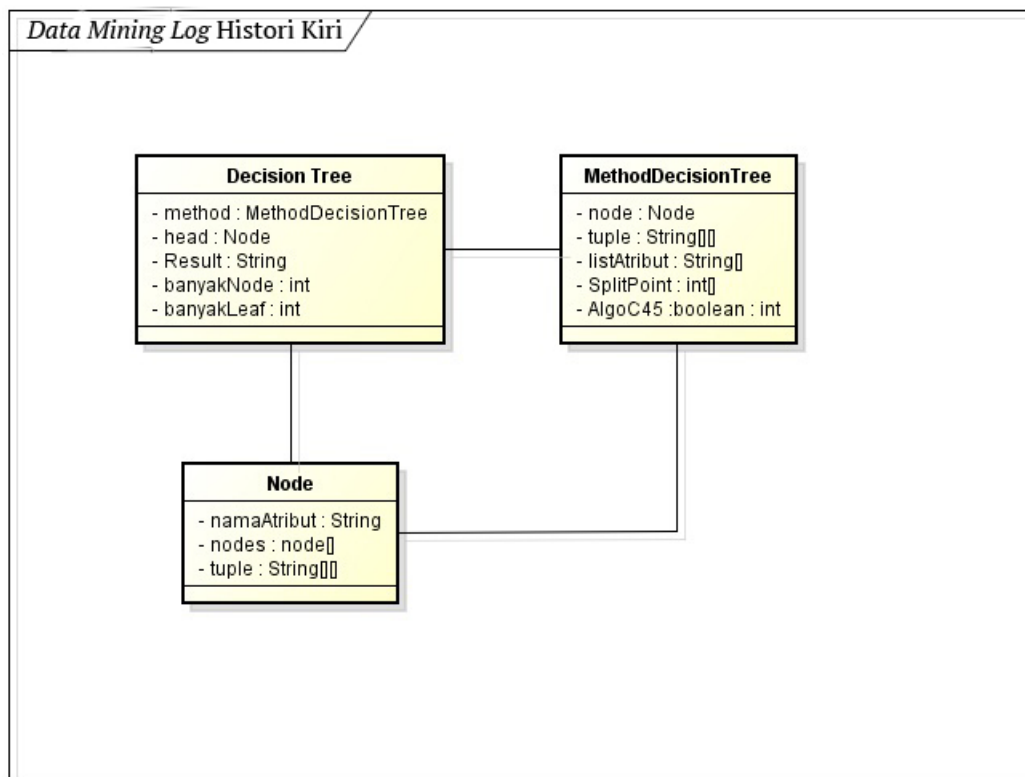 Data Mining Log Histori Kiri
Decision Tree
- method : MethodDecisionTree
- head : Node
- Result : String
- banyakNode : int
- banyakLeaf : int
MethodDecisionTree
- node : Node
- tuple : String[][]
- listAtribut : String[]
- SplitPoint : int[]
- AlgoC45 :boolean : int
Node
- namaAtribut : String
- nodes : node[]
- tuple : String[][]